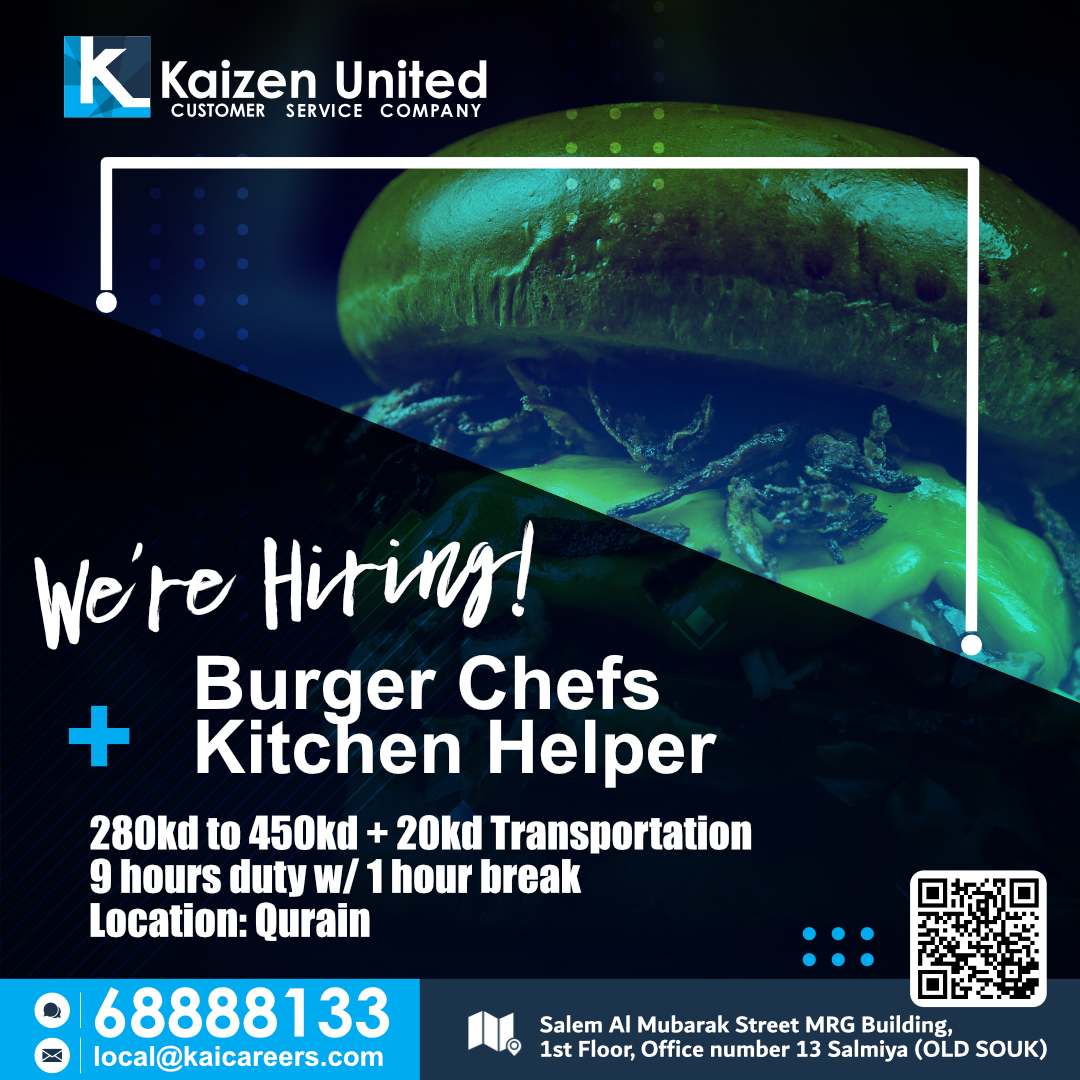 K
Kaizen United
CUSTOMER SERVICE COMPANY
We're Hiring!
Burger Chefs
+ Kitchen Helper
280kd to 450kd + 20kd Transportation
9 hours duty w/ 1 hour break
Location: Qurain
68888133
local@kaicareers.com
Salem Al Mubarak Street MRG Building,
1st Floor, Office number 13 Salmiya (OLD SOUK)